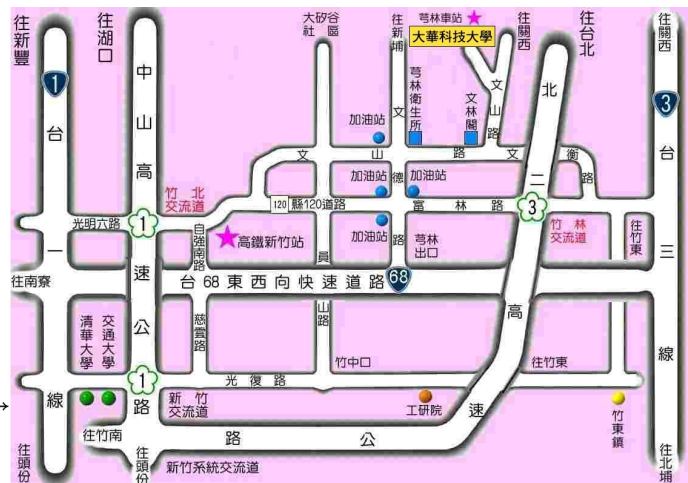 往新豐
往湖口
大矽谷
社區
往新埔
芎林車站
大華科技大學
往關西
往台北
往關西
1
台一線
中山高速公路
文德路
芎林衛生所
文林閣
文山路
北二高速公路
3
台三線
加油站
文山路
文衡路
竹北
交流道
加油站
加油站
120
縣120道路
富林路
3
光明六路
1
自強南路
高鐵新竹站
加油站
芎林
出口
竹林
交流道
往竹東
員山路
往南寮
台68東西向快速道路
68
清華大學
交通大學
慈雲路
竹中口
往竹東
1
光復路
新竹
交流道
工研院
竹東鎮
往竹南
往頭份
往頭份
新竹系統交流道
往北埔